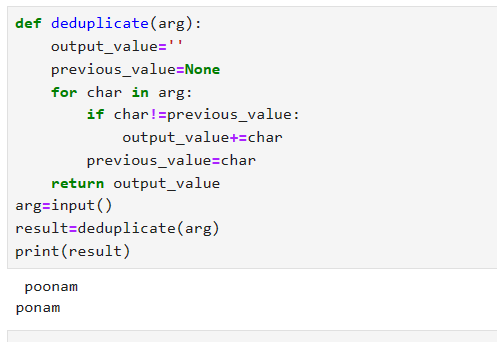 def deduplicate(arg):
    output_value=''
    previous_value=None
    for char in arg:
        if char!=previous_value:
            output_value+=char
        previous_value=char
    return output_value
arg=input()
result=deduplicate(arg)
print(result)
 poonam
ponam